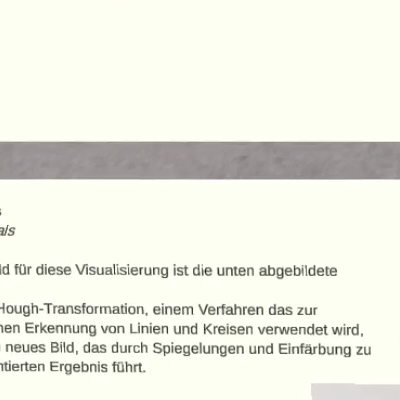 s
als
ld für diese Visualisierung ist die unten abgebildete
Hough-Transformation, einem Verfahren das zur
hen Erkennung von Linien und Kreisen verwendet wird,
neues Bild, das durch Spiegelungen und Einfärbung zu
ntierten Ergebnis führt.